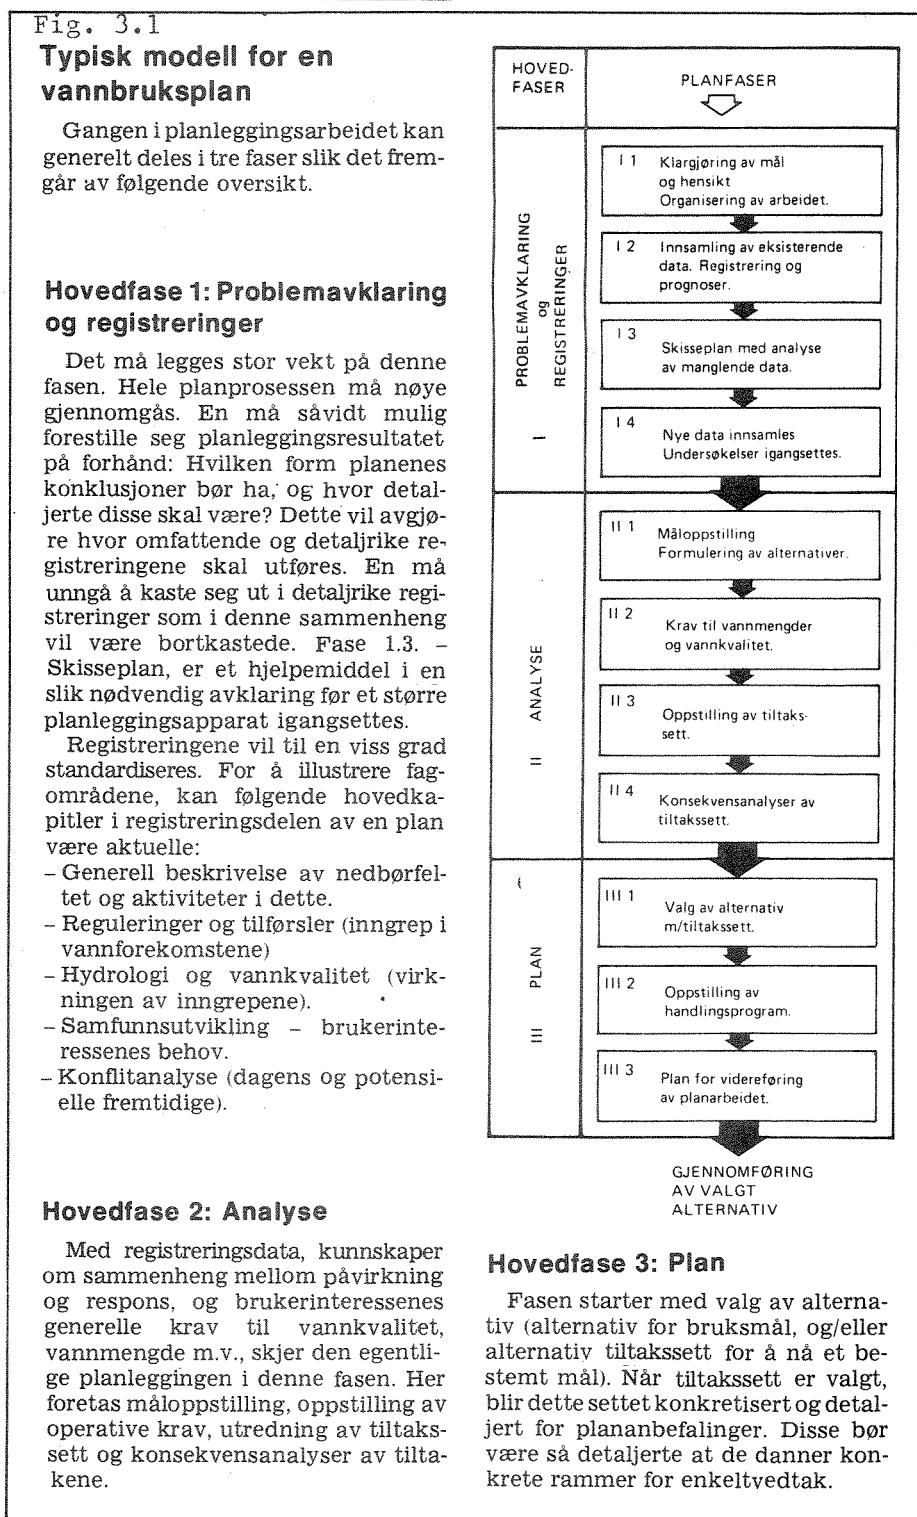 Fig. 3.1
Typisk modell for en
vannbruksplan
Gangen i planleggingsarbeidet kan
generelt deles i tre faser slik det frem-
går av følgende oversikt.
Hovedfase 1: Problemavklaring
og registreringer
Det må legges stor vekt på denne
fasen. Hele planprosessen må nøye
gjennomgås. En må såvidt mulig
forestille seg planleggingsresultatet
på forhånd: Hvilken form planenes
konklusjoner bør ha, og hvor detal-
jerte disse skal være? Dette vil avgjø-
re hvor omfattende og detaljrike re-
gistreringene skal utføres. En må
unngå å kaste seg ut i detaljrike regi-
streringer som i denne sammenheng
vil være bortkastede. Fase 1.3. –
Skisseplan, er et hjelpemiddel i en
slik nødvendig avklaring før et større
planleggingsapparat igangsettes.
Registreringene vil til en viss grad
standardiseres. For å illustrere fag-
områdene, kan følgende hovedka-
pitler i registreringsdelen av en plan
være aktuelle:
– Generell beskrivelse av nedbørfel-
tet og aktiviteter i dette.
– Reguleringer og tilførsler (inngrep i
vannforekomstene)
– Hydrologi og vannkvalitet (virk-
ningen av inngrepene).
– Samfunnsutvikling – brukerinte-
ressenes behov.
– Konflitanalyse (dagens og potensi-
elle fremtidige).
Hovedfase 2: Analyse
Med registreringsdata, kunnskaper
om sammenheng mellom påvirkning
og respons, og brukerinteressenes
generelle krav til vannkvalitet,
vannmengde m.v., skjer den egentli-
ge planleggingen i denne fasen. Her
foretas måloppstilling, oppstilling av
operative krav, utredning av tiltaks-
sett og konsekvensanalyser av tilta-
kene.
HOVED-
FASER
PLANFASER
I PROBLEMAVKLARING
og
REGISTRERINGER
I 1 Klargjøring av mål
og hensikt
Organisering av arbeidet.
I 2 Innsamling av eksisterende
data. Registrering og
prognoser.
I 3
Skisseplan med analyse
av manglende data.
I 4
Nye data innsamles
Undersøkelser igangsettes.
II ANALYSE
II 1
Måloppstilling
Formulering av alternativer.
II 2
Krav til vannmengder
og vannkvalitet.
II 3
Oppstilling av tiltaks-
sett.
II 4
Konsekvensanalyser av
tiltakssett.
III PLAN
III 1
Valg av alternativ
m/tiltakssett.
III 2
Oppstilling av
handlingsprogram.
III 3
Plan for videreføring
av planarbeidet.
GJENNOMFØRING
AV VALGT
ALTERNATIV
Hovedfase 3: Plan
Fasen starter med valg av alterna-
tiv (alternativ for bruksmål, og/eller
alternativ tiltakssett for å nå et be-
stemt mål). Når tiltakssett er valgt,
blir dette settet konkretisert og detal-
jert for plananbefalinger. Disse bør
være så detaljerte at de danner kon-
krete rammer for enkeltvedtak.